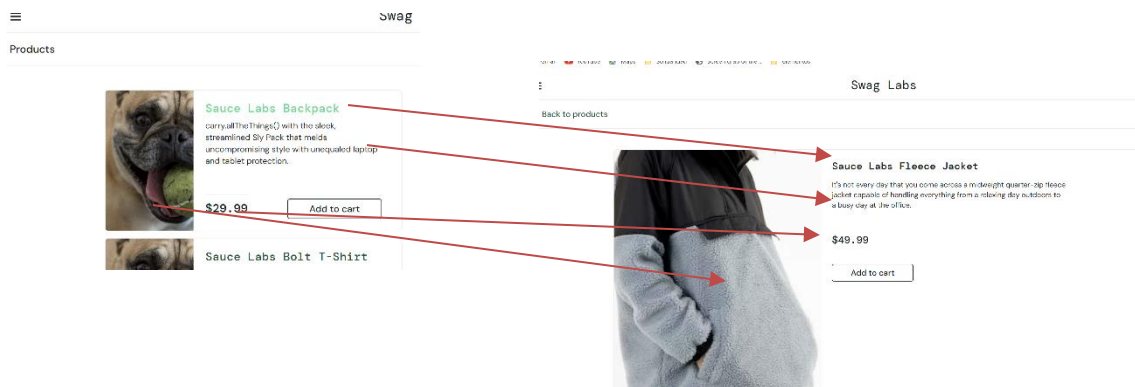 Swag
Products
Sauce Labs Backpack
carry.allTheThings() with the sleek,
streamlined Sly Pack that melds
uncompromising style with unequaled laptop
and tablet protection.
$29.99
Add to cart
Sauce Labs Bolt T-Shirt
Swag Labs
Back to products
Sauce Labs Fleece Jacket
It's not every day that you come across a midweight quarter-zip fleece
jacket capable of handling everything from a relaxing day outdoors to
a busy day at the office.
$49.99
Add to cart